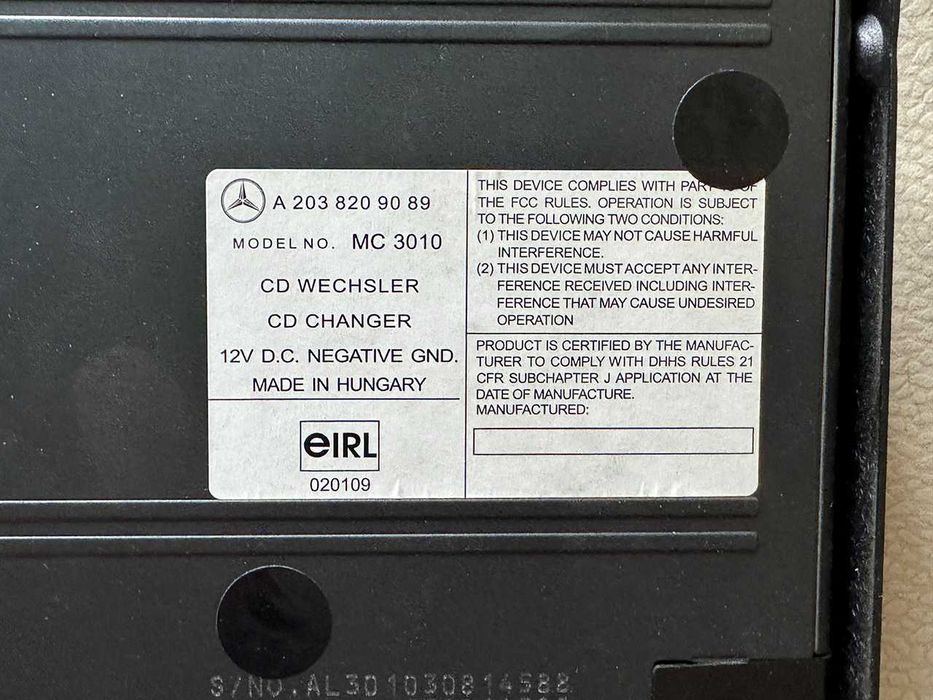 A 203 820 90 89
MODEL NO. MC 3010
CD WECHSLER
CD CHANGER
12V D.C. NEGATIVE GND.
MADE IN HUNGARY
eIRL
020109
THIS DEVICE COMPLIES WITH PART OF
THE FCC RULES. OPERATION IS SUBJECT
TO THE FOLLOWING TWO CONDITIONS:
(1) THIS DEVICE MAY NOT CAUSE HARMFUL
INTERFERENCE.
(2) THIS DEVICE MUST ACCEPT ANY INTER-
FERENCE RECEIVED INCLUDING INTER-
FERENCE THAT MAY CAUSE UNDESIRED
OPERATION
PRODUCT IS CERTIFIED BY THE MANUFAC-
TURER TO COMPLY WITH DHHS RULES 21
CFR SUBCHAPTER J APPLICATION AT THE
DATE OF MANUFACTURE.
MANUFACTURED:
S/NO.AL301030814588